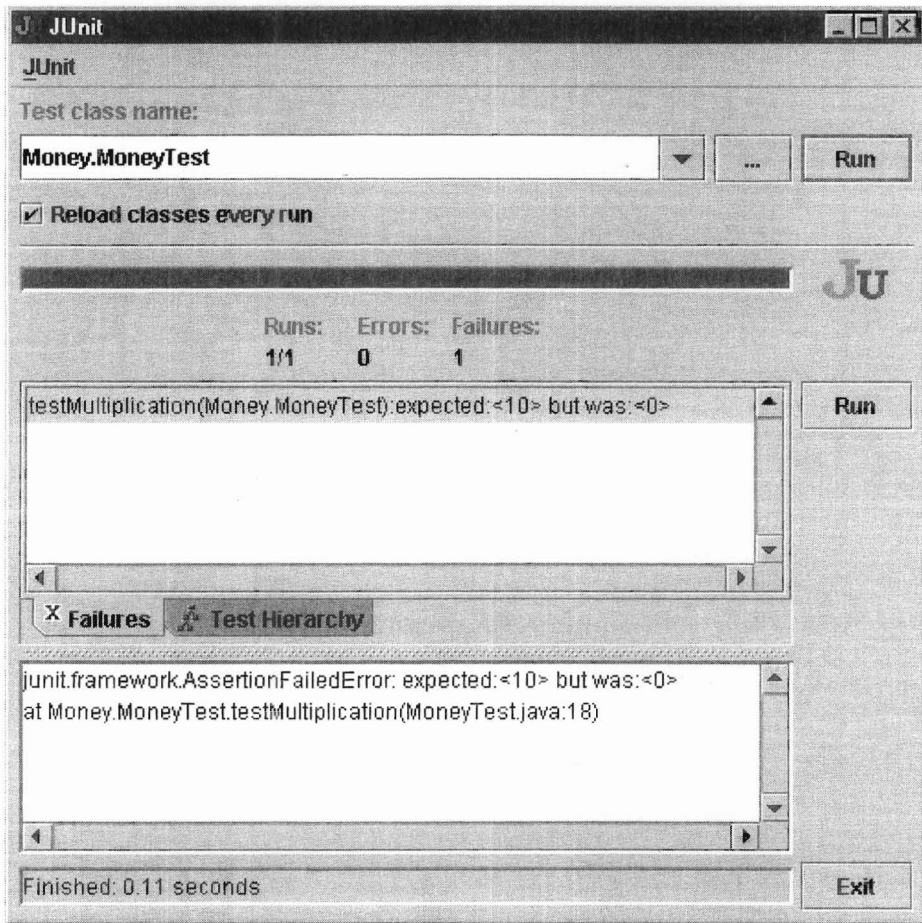 JUnit
JUnit
Test class name:
Money.MoneyTest
... Run
Reload classes every run
JU
Runs: Errors: Failures:
1/1 0 1
testMultiplication(Money.MoneyTest):expected:<10> but was:<0>
Run
X Failures Test Hierarchy
junit.framework.AssertionFailedError: expected:<10> but was:<0>
at Money.MoneyTest.testMultiplication(MoneyTest.java:18)
Finished: 0.11 seconds
Exit